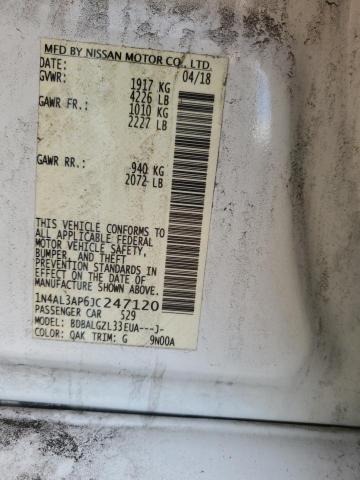 MFD BY NISSAN MOTOR CO., LTD.
DATE: 04/18
GVWR: 1917 KG
4226 LB
GAWR FR.: 1010 KG
2227 LB
GAWR RR.: 940 KG
2072 LB
THIS VEHICLE CONFORMS TO
ALL APPLICABLE FEDERAL
MOTOR VEHICLE SAFETY,
BUMPER, AND THEFT
PREVENTION STANDARDS IN
EFFECT ON THE DATE OF
MANUFACTURE SHOWN ABOVE.
1N4AL3AP6JC247120
PASSENGER CAR S29
MODEL: BDBALGZL33EUA---J-
COLOR: QAK TRIM: G 9N00A